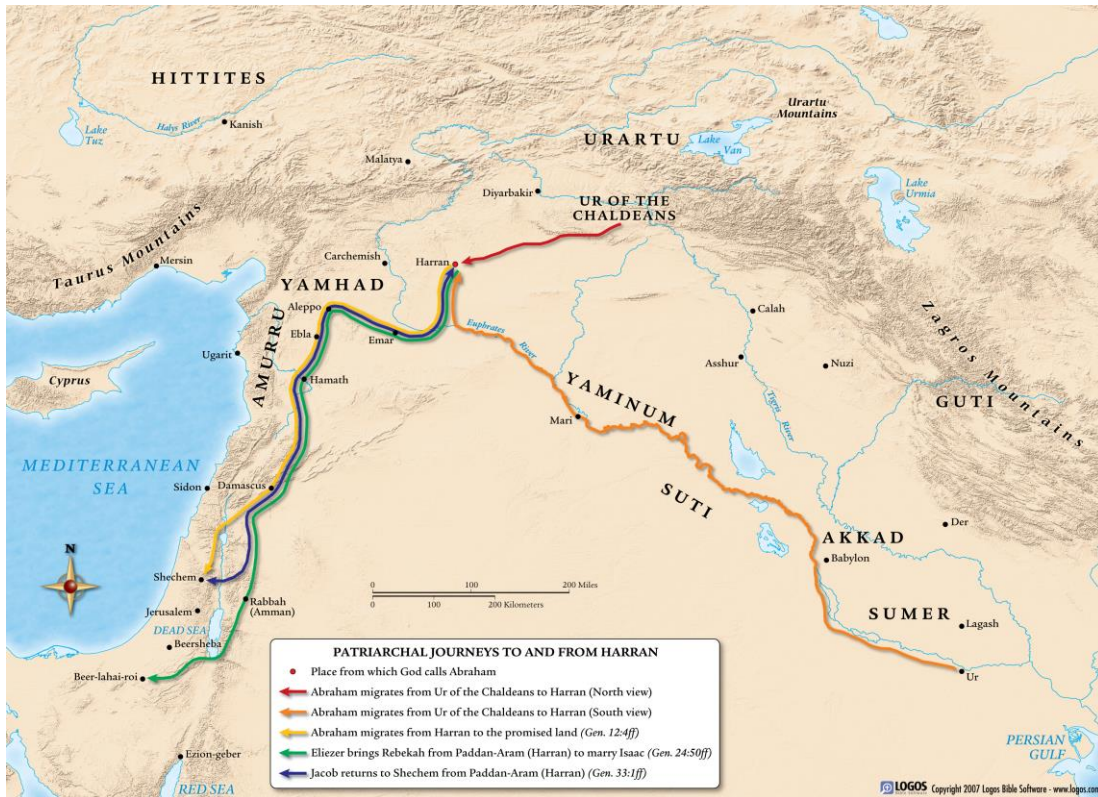 HITTITES
Halys River
Kanish
Lake
Tuz
Malatya
URARTU
Urartu
Mountains
Lake
Van
Diyarbakir
Lake
Urmia
UR OF THE
CHALDEANS
Taurus Mountains
Mersin
Carchemish
Harran
YAMHAD
Aleppo
Ebla
Emar
Euphrates
River
Calah
Zagros Mountains
Ugarit
AMURRU
Asshur
Nuzi
Cyprus
Hamath
YAMINUM
Tigris River
GUTI
Mari
MEDITERRANEAN
SEA
Sidon
Damascus
SUTI
Der
AKKAD
Babylon
N
Shechem
100
200 Miles
0
0
100
200 Kilometers
Jerusalem
Rabbah
(Amman)
SUMER
Lagash
DEAD SEA
Beersheba
Beer-lahai-roi
Ur
PATRIARCHAL JOURNEYS TO AND FROM HARRAN
Place from which God calls Abraham
Abraham migrates from Ur of the Chaldeans to Harran (North view)
Abraham migrates from Ur of the Chaldeans to Harran (South view)
Abraham migrates from Harran to the promised land (Gen. 12:4ff)
Eliezer brings Rebekah from Paddan-Aram (Harran) to marry Isaac (Gen. 24:50ff)
Jacob returns to Shechem from Paddan-Aram (Harran) (Gen. 33:1ff)
Ezion-geber
RED SEA
PERSIAN
GULF
LOGOS Copyright 2007 Logos Bible Software - www.logos.com